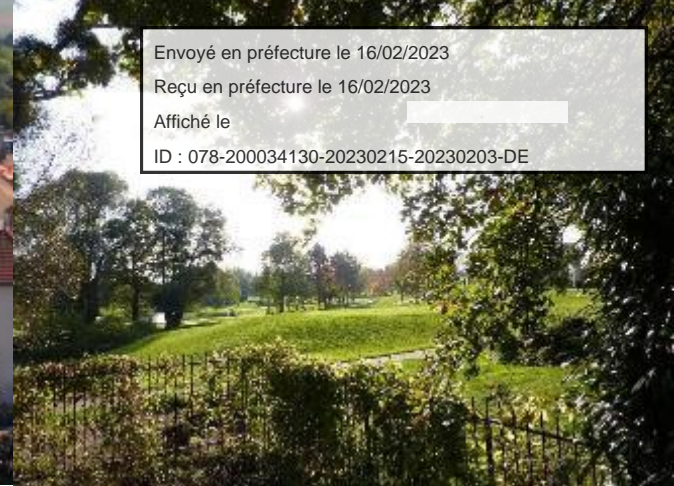 Envoyé en préfecture le 16/02/2023
Reçu en préfecture le 16/02/2023
Affiché le
ID : 078-200034130-20230215-20230203-DE